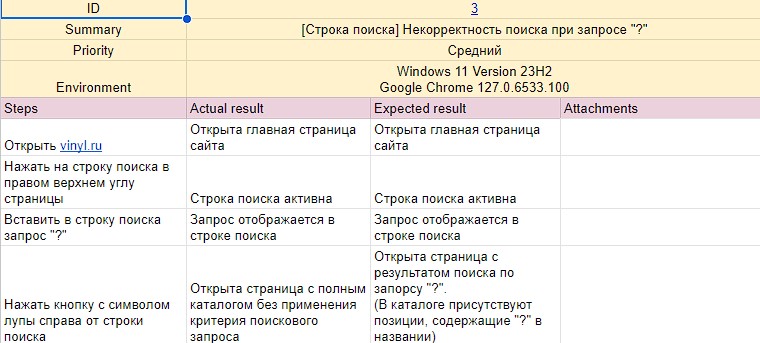 ID
3
Summary
[Строка поиска] Некорректность поиска при запросе "?"
Priority
Средний
Environment
Windows 11 Version 23H2
Google Chrome 127.0.6533.100
Steps
Actual result
Expected result
Attachments
Открыть vinyl.ru
Открыта главная страница
сайта
Открыта главная страница
сайта
Нажать на строку поиска в
правом верхнем углу
страницы
Строка поиска активна
Строка поиска активна
Вставить в строку поиска
запрос "?"
Запрос отображается в
строке поиска
Запрос отображается в
строке поиска
Нажать кнопку с символом
лупы справа от строки
поиска
Открыта страница с полным
каталогом без применения
критерия поискового
запроса
Открыта страница с
результатом поиска по
запорсу "?".
(В каталоге присутствуют
позиции, содержащие "?" в
названии)